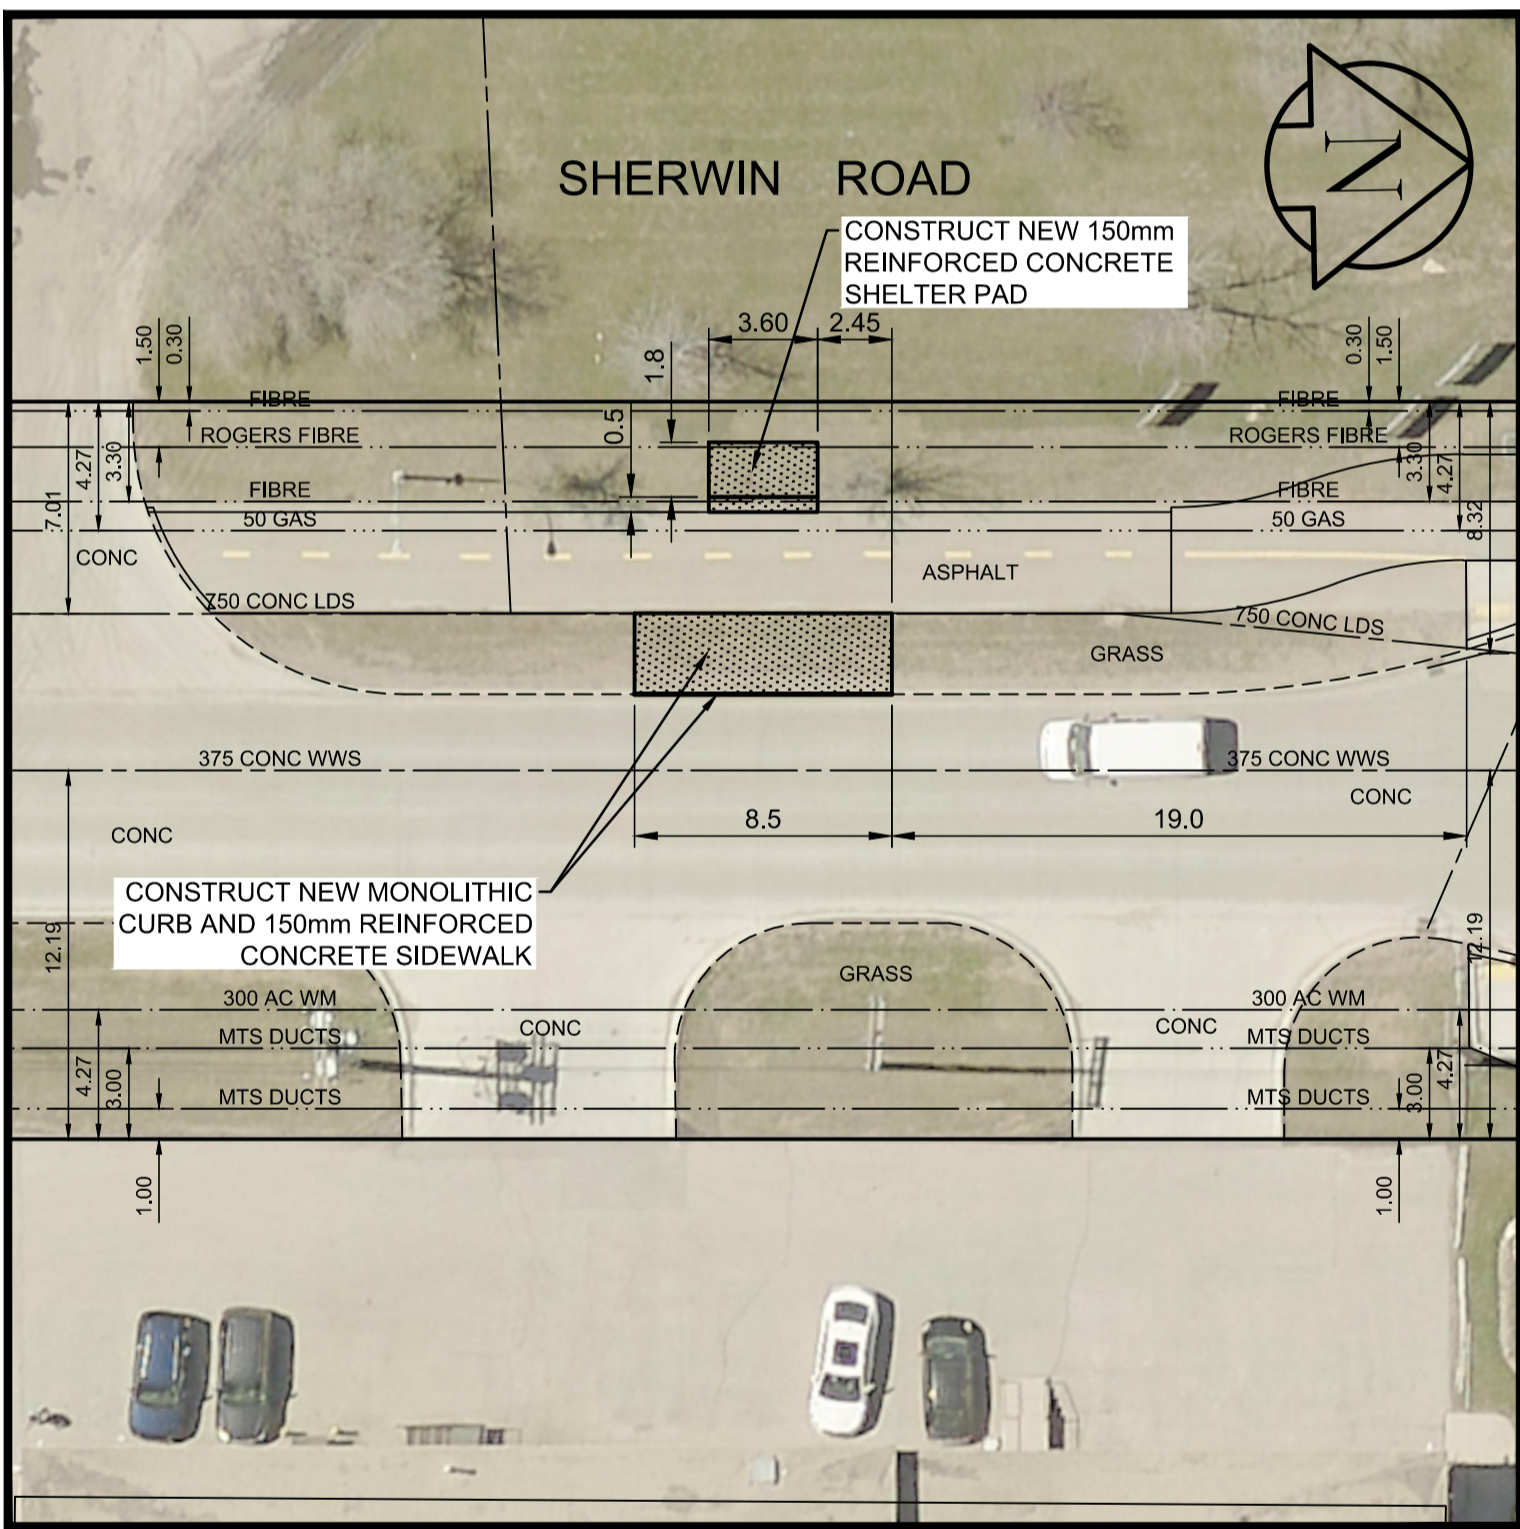 SHERWIN ROAD
N
CONSTRUCT NEW 150mm
REINFORCED CONCRETE
SHELTER PAD
3.60
2.45
1.8
0.5
1.50
0.30
0.30
1.50
FIBRE
FIBRE
ROGERS FIBRE
ROGERS FIBRE
7.01
4.27
3.30
3.30
4.27
8.32
FIBRE
FIBRE
50 GAS
50 GAS
CONC
ASPHALT
750 CONC LDS
750 CONC LDS
GRASS
375 CONC WWS
375 CONC WWS
CONC
8.5
19.0
CONC
CONSTRUCT NEW MONOLITHIC
CURB AND 150mm REINFORCED
CONCRETE SIDEWALK
12.19
12.19
GRASS
300 AC WM
300 AC WM
CONC
CONC
MTS DUCTS
MTS DUCTS
4.27
3.00
3.00
4.27
MTS DUCTS
MTS DUCTS
1.00
1.00